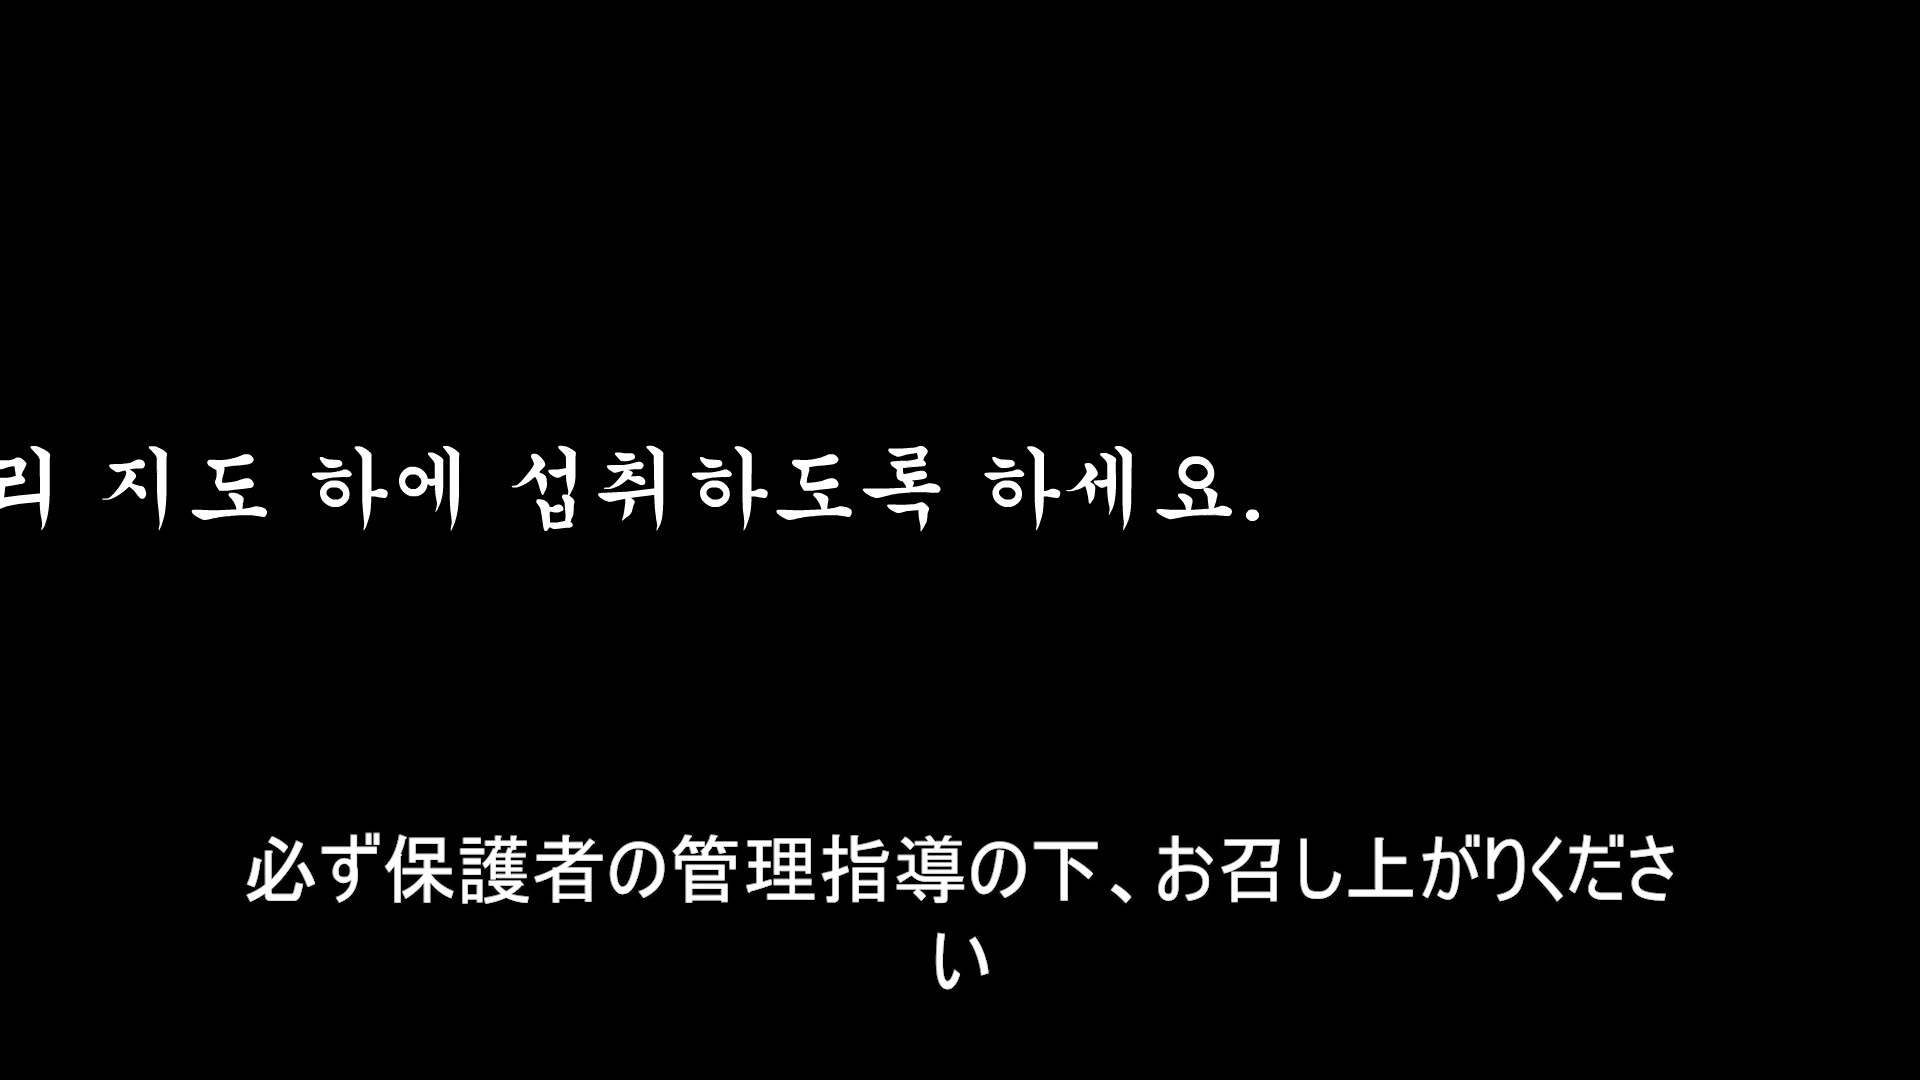 리 지도 하에 섭취하도록 하세요.
必ず保護者の管理指導の下、お召し上がりくださ
い